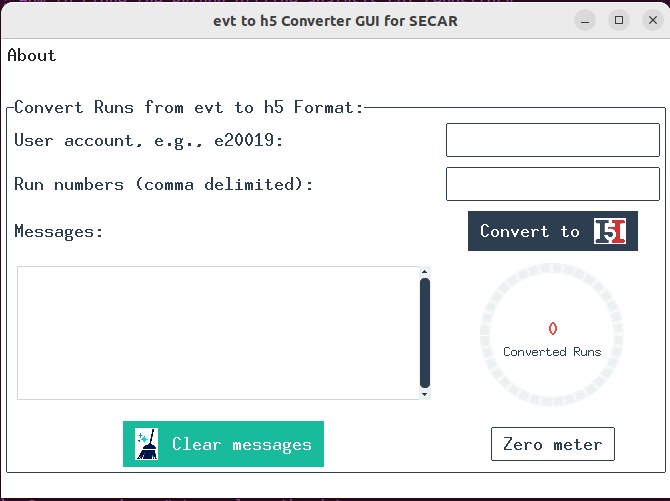 evt to h5 Converter GUI for SECAR
About
Convert Runs from evt to h5 Format:
User account, e.g., e20019:
Run numbers (comma delimited):
Messages:
Convert to
0
Converted Runs
Clear messages
Zero meter